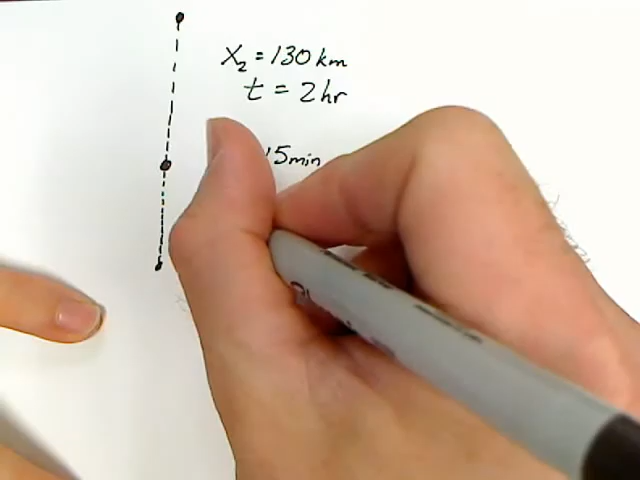 X₂ = 130 km
t = 2 hr
15 min